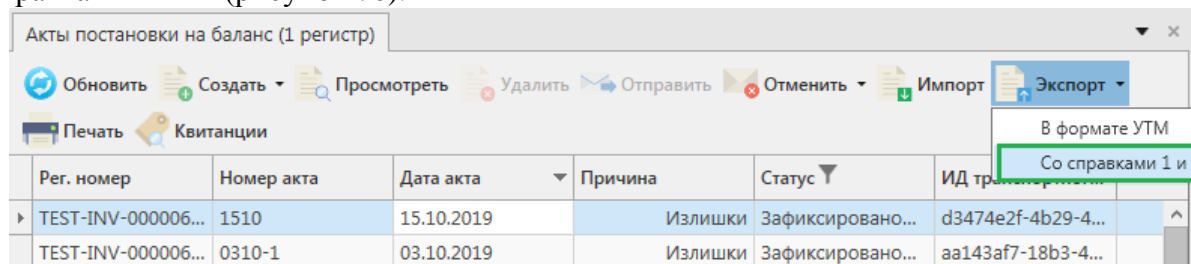 Акты постановки на баланс (1 регистр)
Обновить Создать Просмотреть Удалить Отправить Отменить Импорт Экспорт
Печать Квитанции
В формате УТМ
Со справками 1 и
Рег. номер Номер акта Дата акта Причина Статус ИД
TEST-INV-000006... 1510 15.10.2019 Излишки Зафиксировано... d3474e2f-4b29-4...
TEST-INV-000006... 0310-1 03.10.2019 Излишки Зафиксировано... aa143af7-18b3-4...